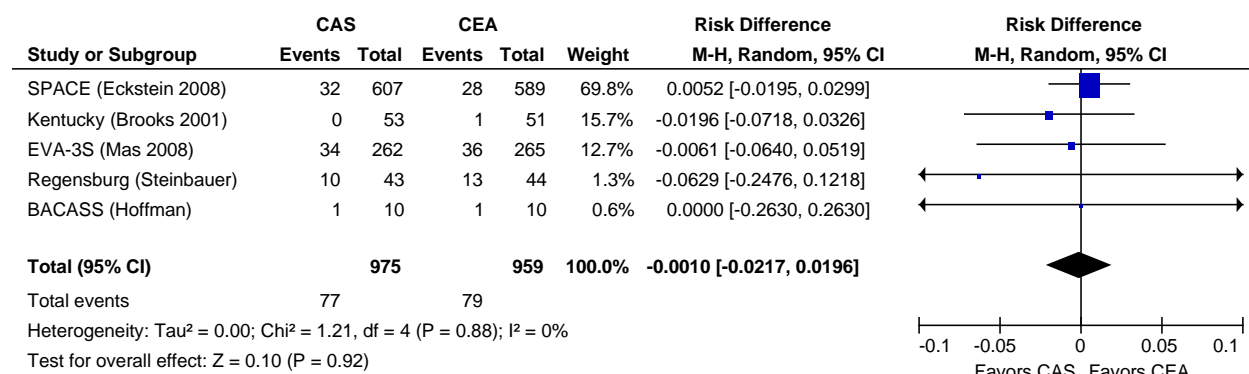 CAS CEA Risk Difference Risk Difference
Study or Subgroup Events Total Events Total Weight M-H, Random, 95% CI M-H, Random, 95% CI
SPACE (Eckstein 2008) 32 607 28 589 69.8% 0.0052 [-0.0195, 0.0299]
Kentucky (Brooks 2001) 0 53 1 51 15.7% -0.0196 [-0.0718, 0.0326]
EVA-3S (Mas 2008) 34 262 36 265 12.7% -0.0061 [-0.0640, 0.0519]
Regensburg (Steinbauer) 10 43 13 44 1.3% -0.0629 [-0.2476, 0.1218]
BACASS (Hoffman) 1 10 1 10 0.6% 0.0000 [-0.2630, 0.2630]
Total (95% CI) 975 959 100.0% -0.0010 [-0.0217, 0.0196]
Total events 77 79
Heterogeneity: Tau² = 0.00; Chi² = 1.21, df = 4 (P = 0.88); I² = 0%
Test for overall effect: Z = 0.10 (P = 0.92)
-0.1 -0.05 0 0.05 0.1
Favors CAS Favors CEA